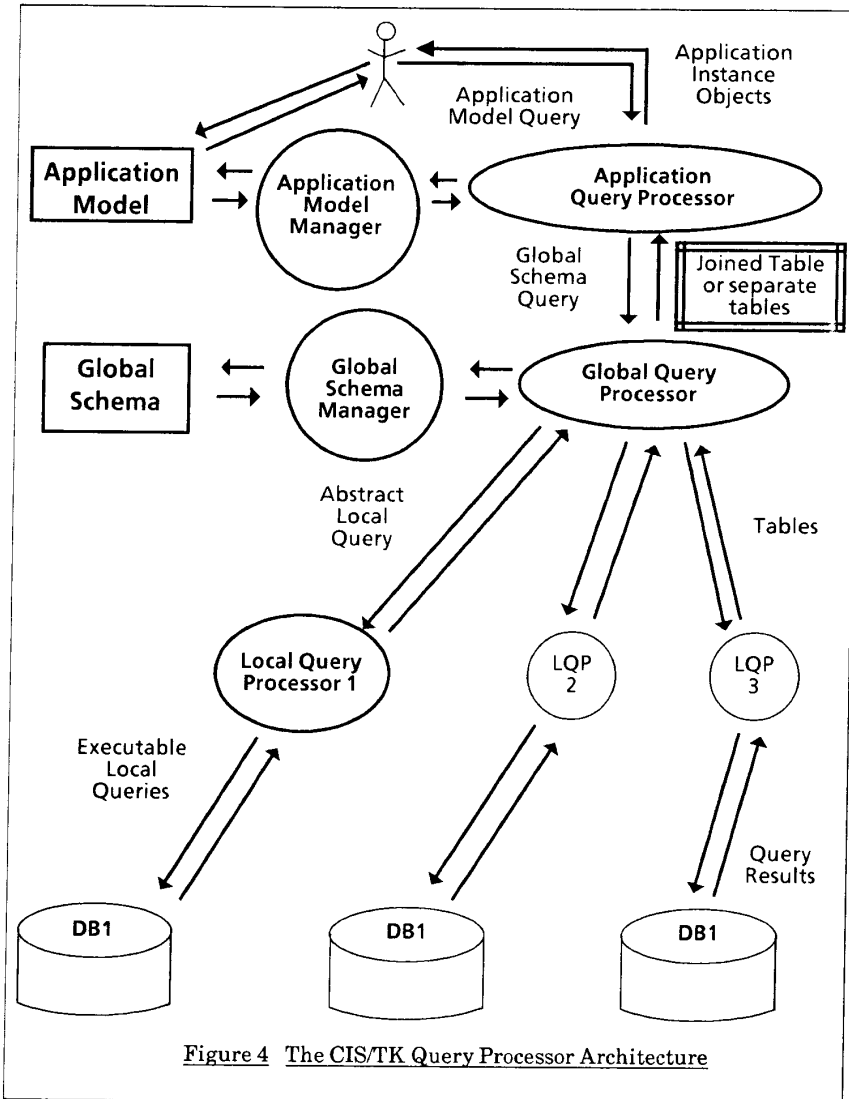 Application
Instance
Objects
Application
Model Query
Application
Model
Application
Model
Manager
Application
Query Processor
Global
Schema
Query
Joined Table
or separate
tables
Global
Schema
Global
Schema
Manager
Global Query
Processor
Abstract
Local
Query
Tables
Local Query
Processor 1
LQP
2
LQP
3
Executable
Local
Queries
Query
Results
DB1
DB1
DB1
Figure 4 The CIS/TK Query Processor Architecture